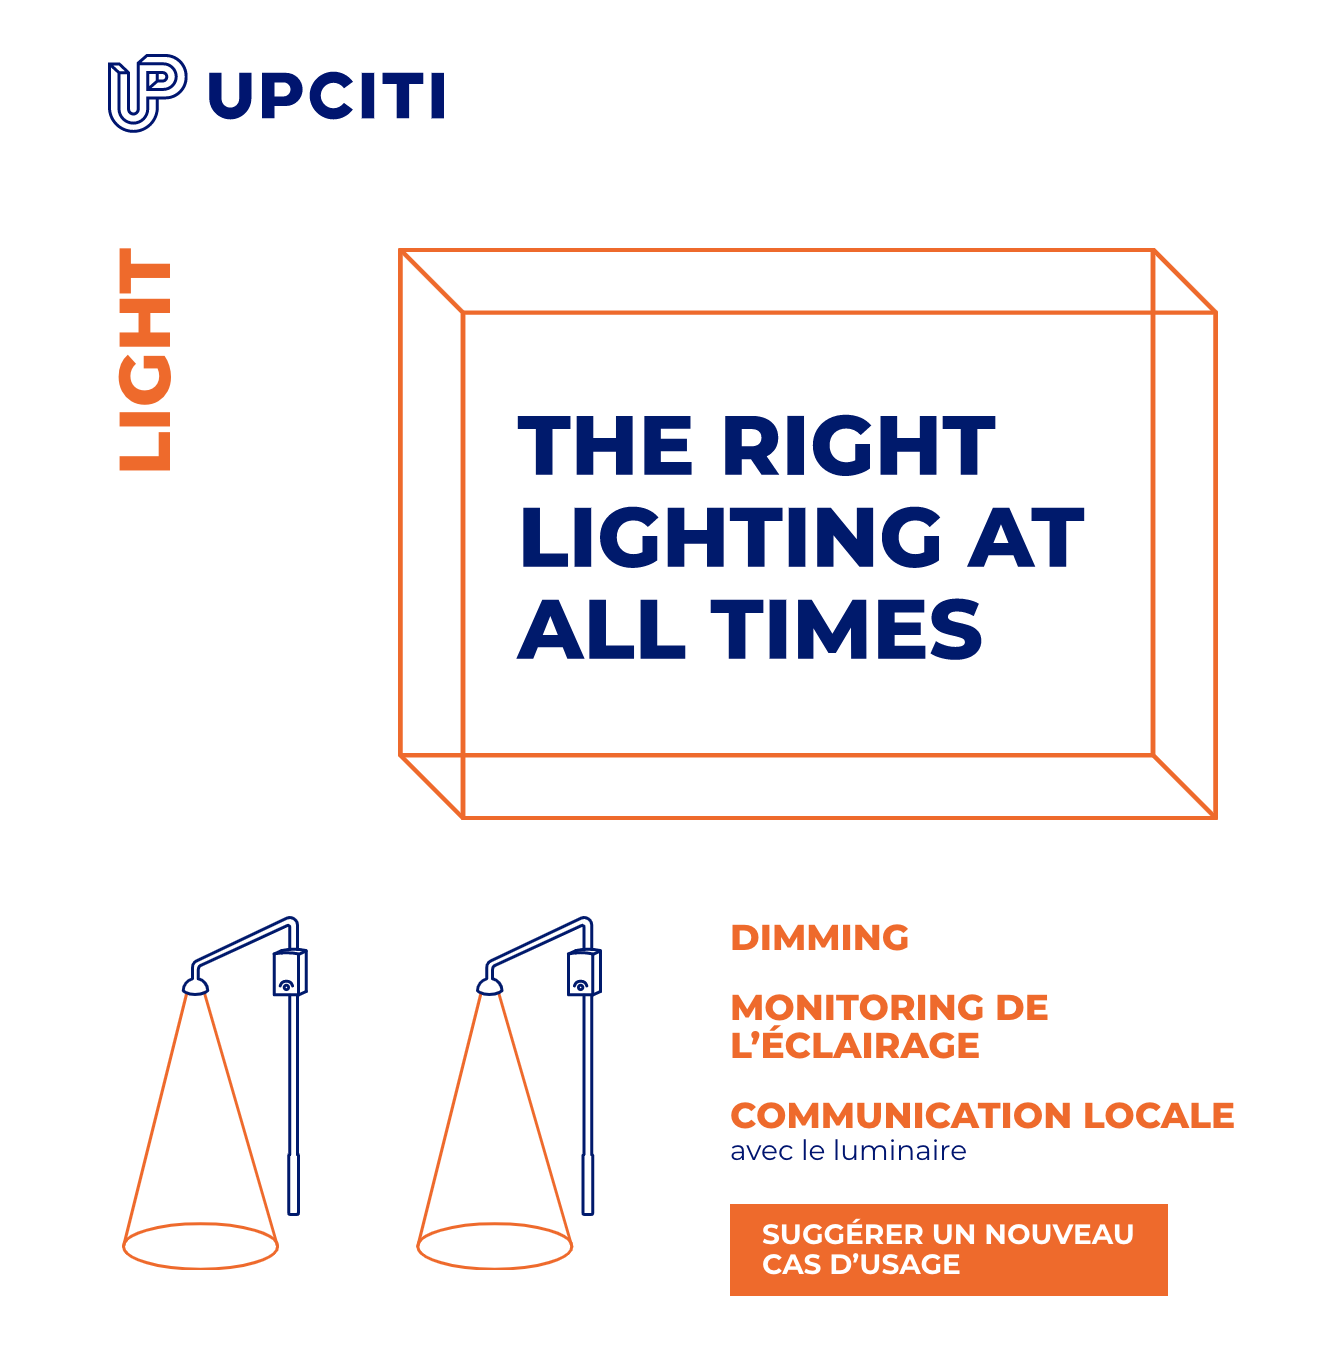 UPCITI
LIGHT
THE RIGHT
LIGHTING AT
ALL TIMES
DIMMING
MONITORING DE
L’ÉCLAIRAGE
COMMUNICATION LOCALE
avec le luminaire
SUGGÉRER UN NOUVEAU
CAS D’USAGE